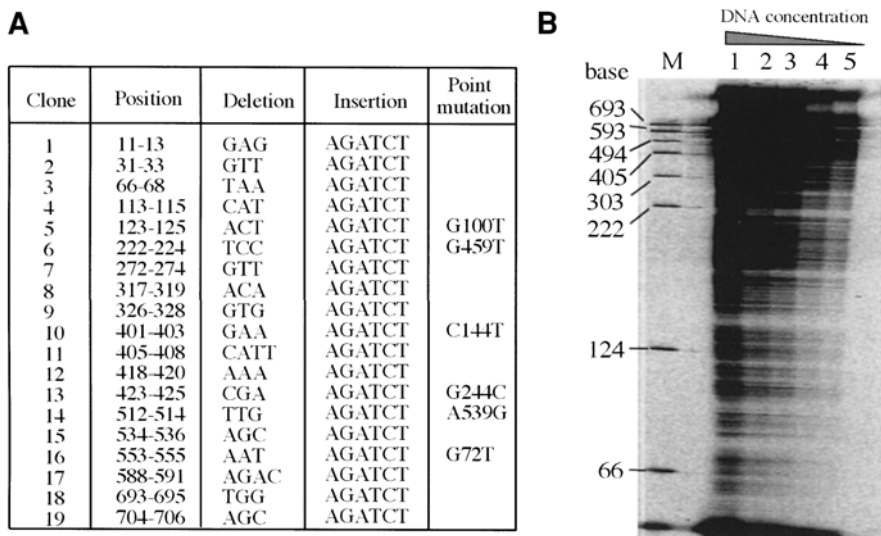 A
Clone Position Deletion Insertion Point mutation
1 11-13 GAG AGATCT
2 31-33 GTT AGATCT
3 66-68 TAA AGATCT
4 113-115 CAT AGATCT
5 123-125 ACT AGATCT G100T
6 222-224 TCC AGATCT G459T
7 272-274 GTT AGATCT
8 317-319 ACA AGATCT
9 326-328 GTG AGATCT
10 401-403 GAA AGATCT C144T
11 405-408 CATT AGATCT
12 418-420 AAA AGATCT
13 423-425 CGA AGATCT G244C
14 512-514 TTG AGATCT A539G
15 534-536 AGC AGATCT
16 553-555 AAT AGATCT G72T
17 588-591 AGAC AGATCT
18 693-695 TGG AGATCT
19 704-706 AGC AGATCT
B
DNA concentration
base M 1 2 3 4 5
693
593
494
405
303
222
124
66